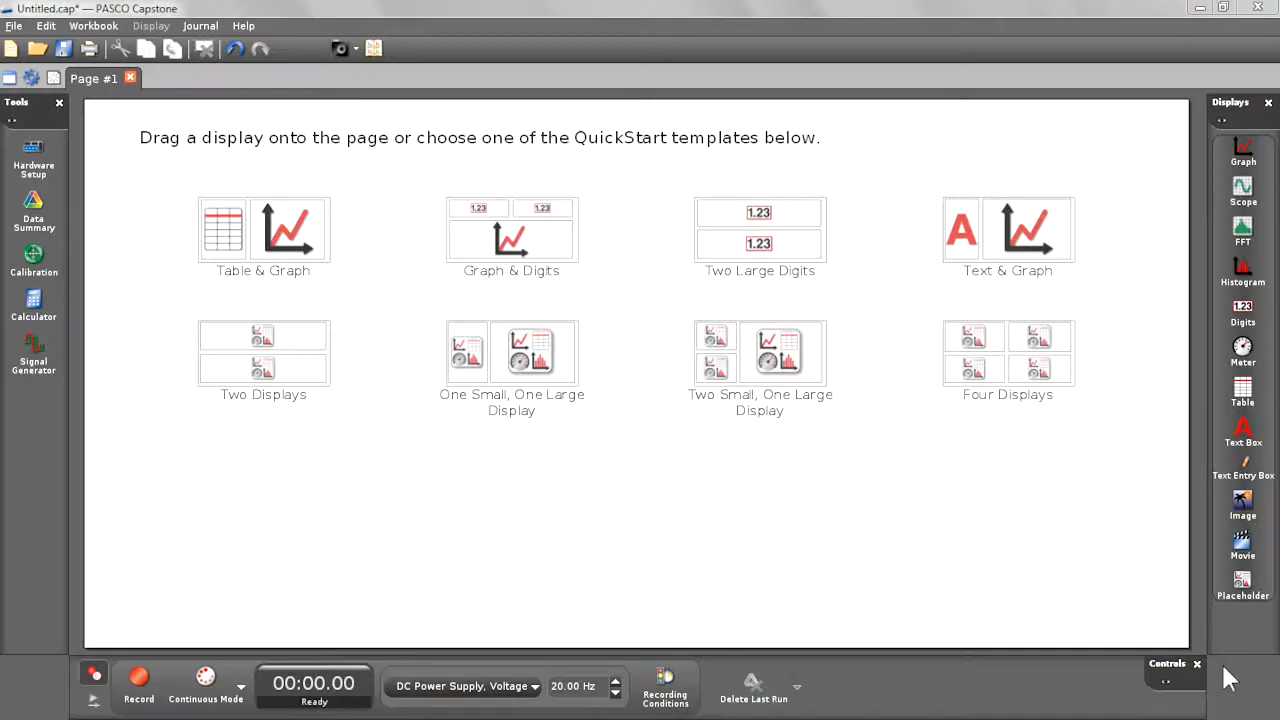 Untitled.cap* — PASCO Capstone
File Edit Workbook Display Journal Help
Page #1
Tools
Hardware
Setup
Data
Summary
Calibration
Calculator
Signal
Generator
Drag a display onto the page or choose one of the QuickStart templates below.
1.23 1.23
1.23
1.23
A
Table & Graph
Graph & Digits
Two Large Digits
Text & Graph
Two Displays
One Small, One Large
Display
Two Small, One Large
Display
Four Displays
Displays
Graph
Scope
FFT
Histogram
1.23
Digits
Meter
Table
A
Text Box
Text Entry Box
Image
Movie
Placeholder
Record
Continuous Mode
00:00.00
Ready
DC Power Supply, Voltage
20.00 Hz
Recording
Conditions
Delete Last Run
Controls